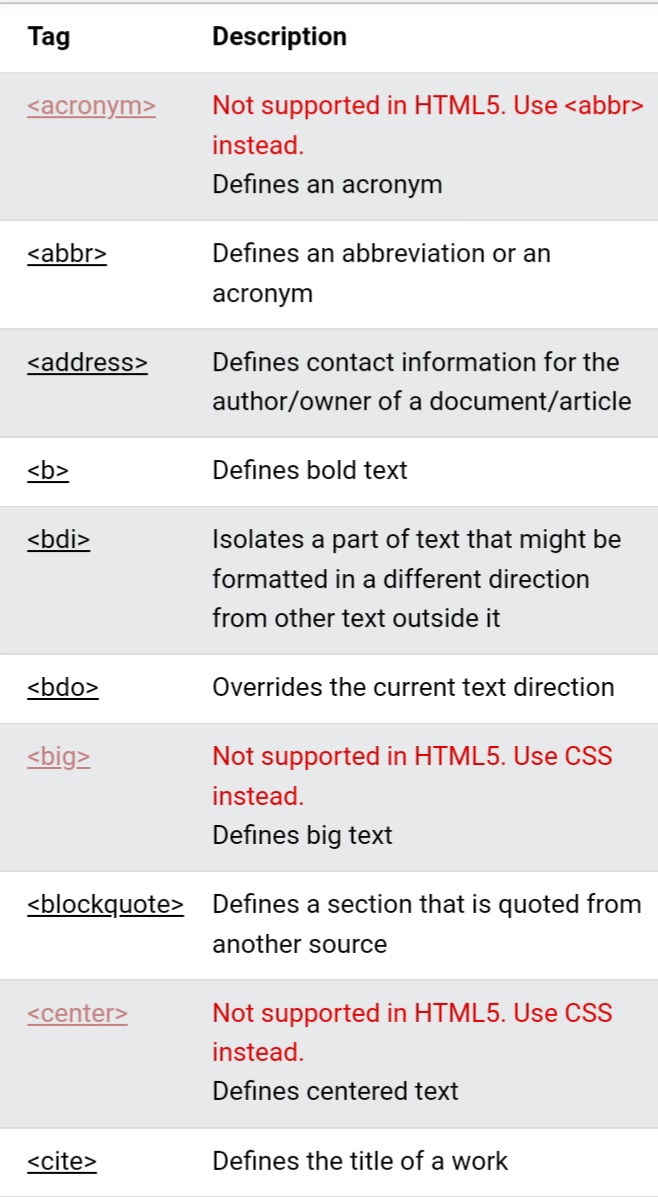 Tag Description
<acronym> Not supported in HTML5. Use <abbr>
instead.
Defines an acronym
<abbr> Defines an abbreviation or an
acronym
<address> Defines contact information for the
author/owner of a document/article
<b> Defines bold text
<bdi> Isolates a part of text that might be
formatted in a different direction
from other text outside it
<bdo> Overrides the current text direction
<big> Not supported in HTML5. Use CSS
instead.
Defines big text
<blockquote> Defines a section that is quoted from
another source
<center> Not supported in HTML5. Use CSS
instead.
Defines centered text
<cite> Defines the title of a work